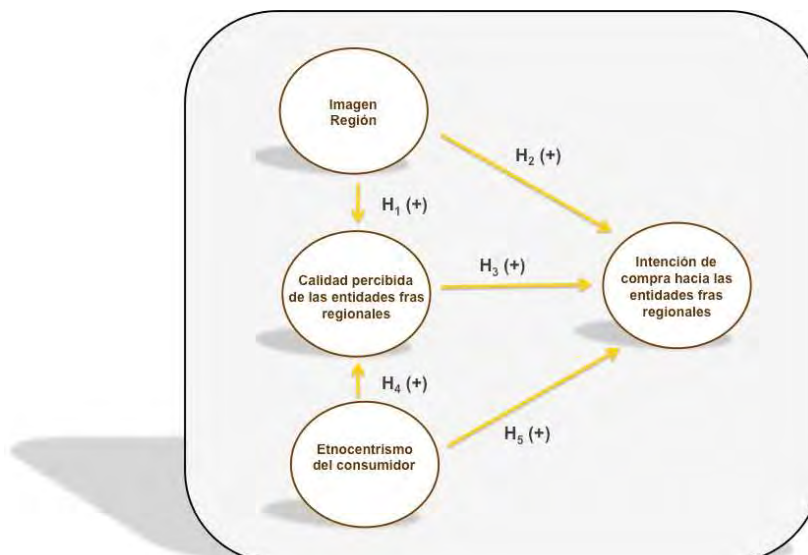 Imagen
Región
H₂ (+)
H₁ (+)
Calidad percibida
de las entidades fras
regionales
H₃ (+)
Intención de
compra hacia las
entidades fras
regionales
H₄ (+)
Etnocentrismo
del consumidor
H₅ (+)